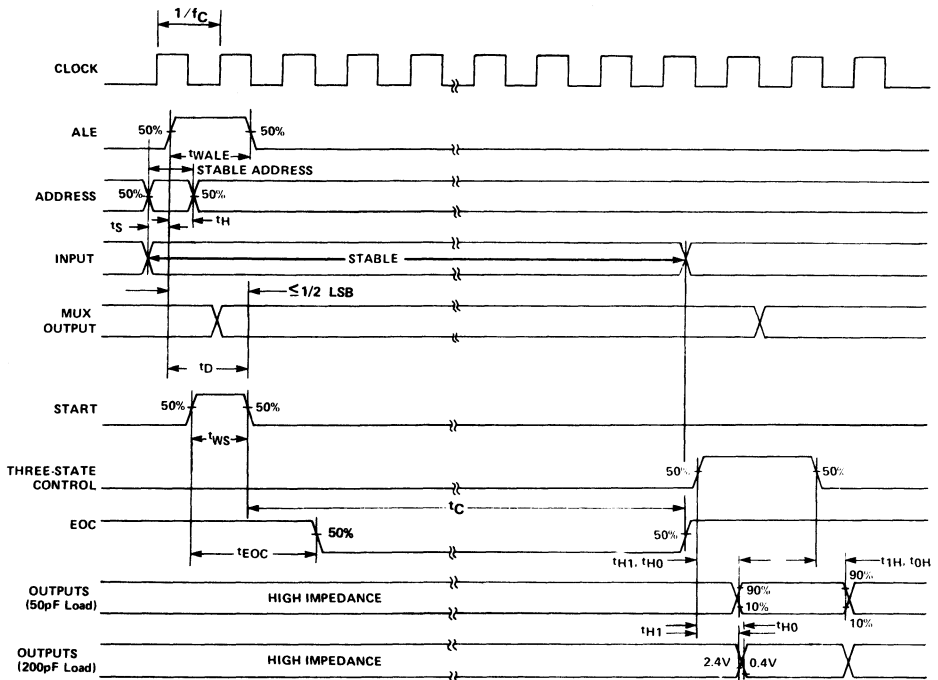 1/fC
CLOCK
ALE
50%
50%
tWALE
STABLE ADDRESS
ADDRESS
50%
50%
tS
tH
INPUT
STABLE
≤1/2 LSB
MUX
OUTPUT
tD
START
50%
50%
tWS
THREE-STATE
CONTROL
50%
50%
tC
EOC
50%
50%
tEOC
tH1, tH0
t1H, t0H
OUTPUTS
(50pF Load)
HIGH IMPEDANCE
90%
10%
90%
10%
tH1
tH0
OUTPUTS
(200pF Load)
HIGH IMPEDANCE
2.4V
0.4V